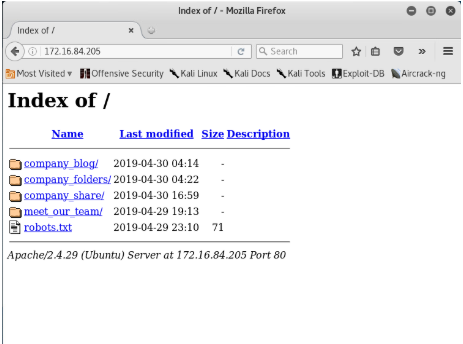 Index of / - Mozilla Firefox
Index of /
172.16.84.205
Search
Most Visited Offensive Security Kali Linux Kali Docs Kali Tools Exploit-DB Aircrack-ng
Index of /
Name Last modified Size Description
company_blog/ 2019-04-30 04:14 -
company_folders/ 2019-04-30 04:22 -
company_share/ 2019-04-30 16:59 -
meet_our_team/ 2019-04-29 19:13 -
robots.txt 2019-04-29 23:10 71
Apache/2.4.29 (Ubuntu) Server at 172.16.84.205 Port 80